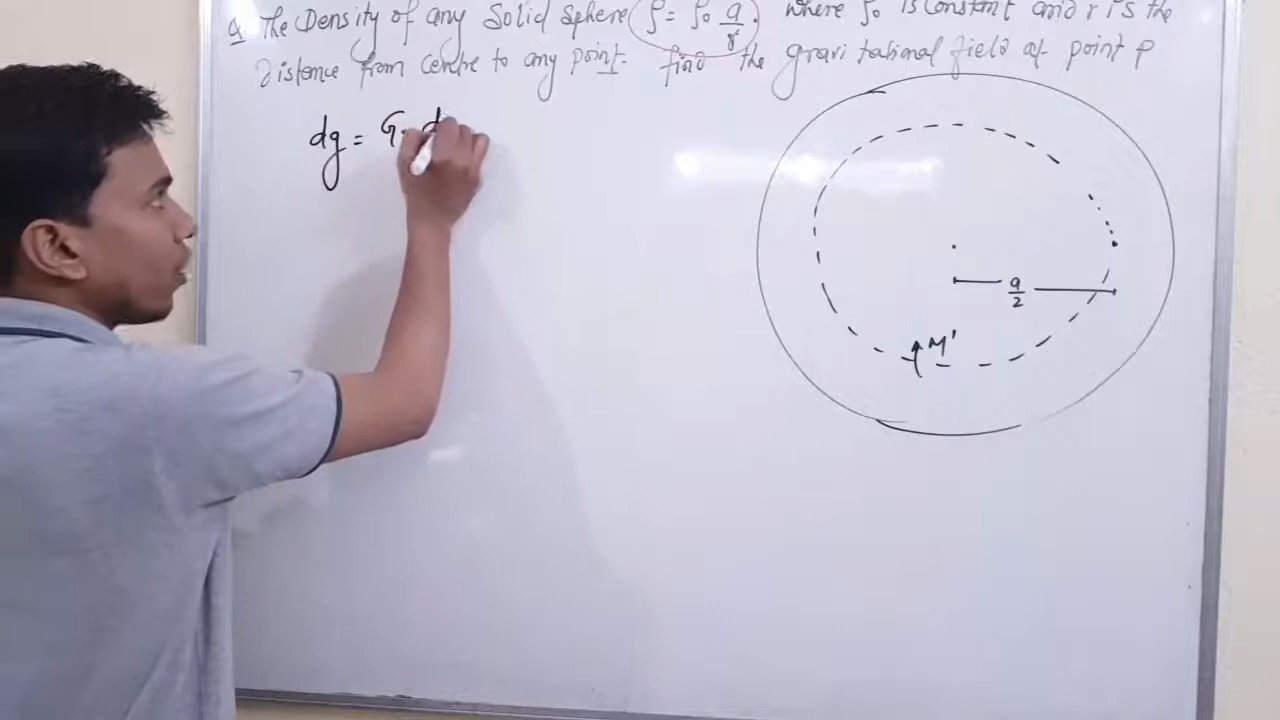 Q. The Density of any Solid Sphere ρ = ρ₀ a/r. where ρ₀ is constant and r is the
distance from centre to any point. find the gravitational field at point P
dg = G. d
a/2
M'